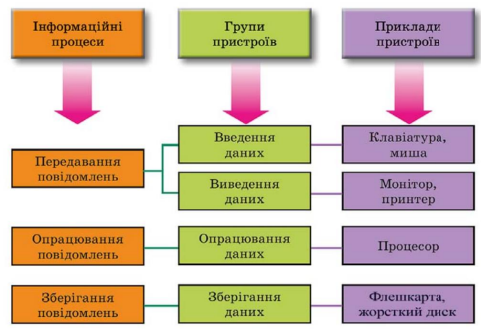 Інформаційні
процеси
Групи
пристроїв
Приклади
пристроїв
Передавання
повідомлень
Введення
даних
Клавіатура,
миша
Виведення
даних
Монітор,
принтер
Опрацювання
повідомлень
Опрацювання
даних
Процесор
Зберігання
повідомлень
Зберігання
даних
Флешкарта,
жорсткий диск